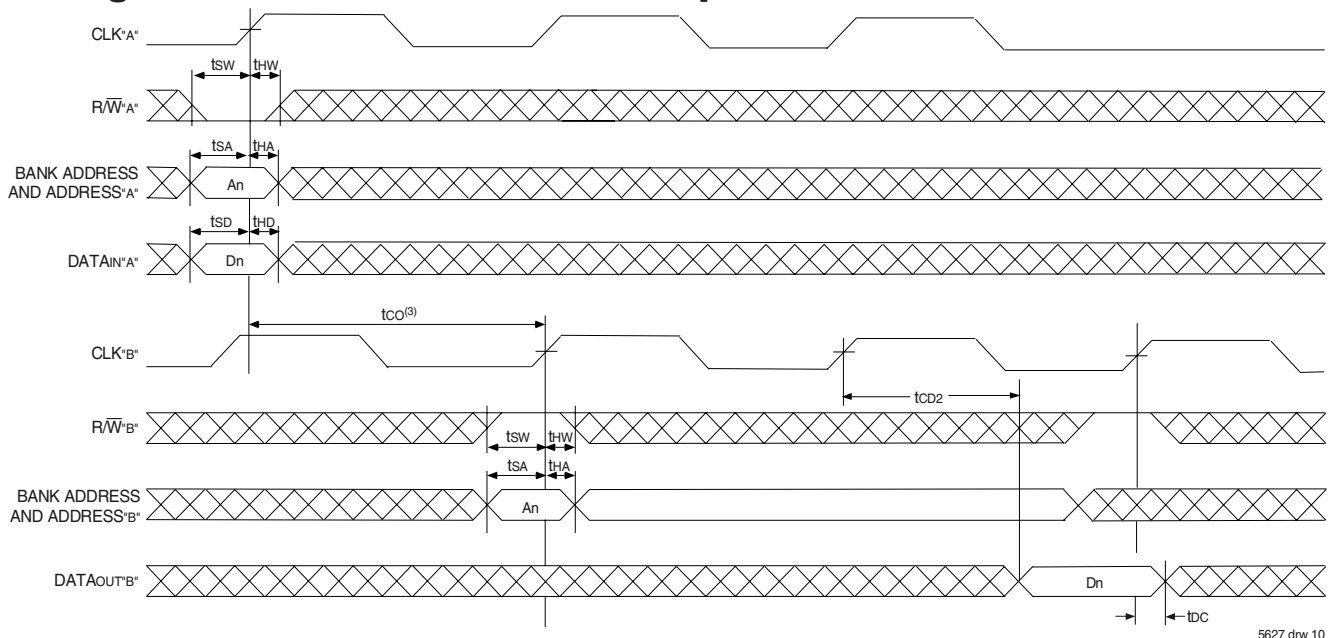 CLK"A"
tSW tHW
R/W̅"A"
tSA tHA
BANK ADDRESS
AND ADDRESS"A"
An
tSD tHD
DATAIN"A"
Dn
tCO(3)
CLK"B"
tCD2
R/W̅"B"
tSW tHW
tSA tHA
BANK ADDRESS
AND ADDRESS"B"
An
DATAOUT"B"
Dn
tDC
5627 drw 10